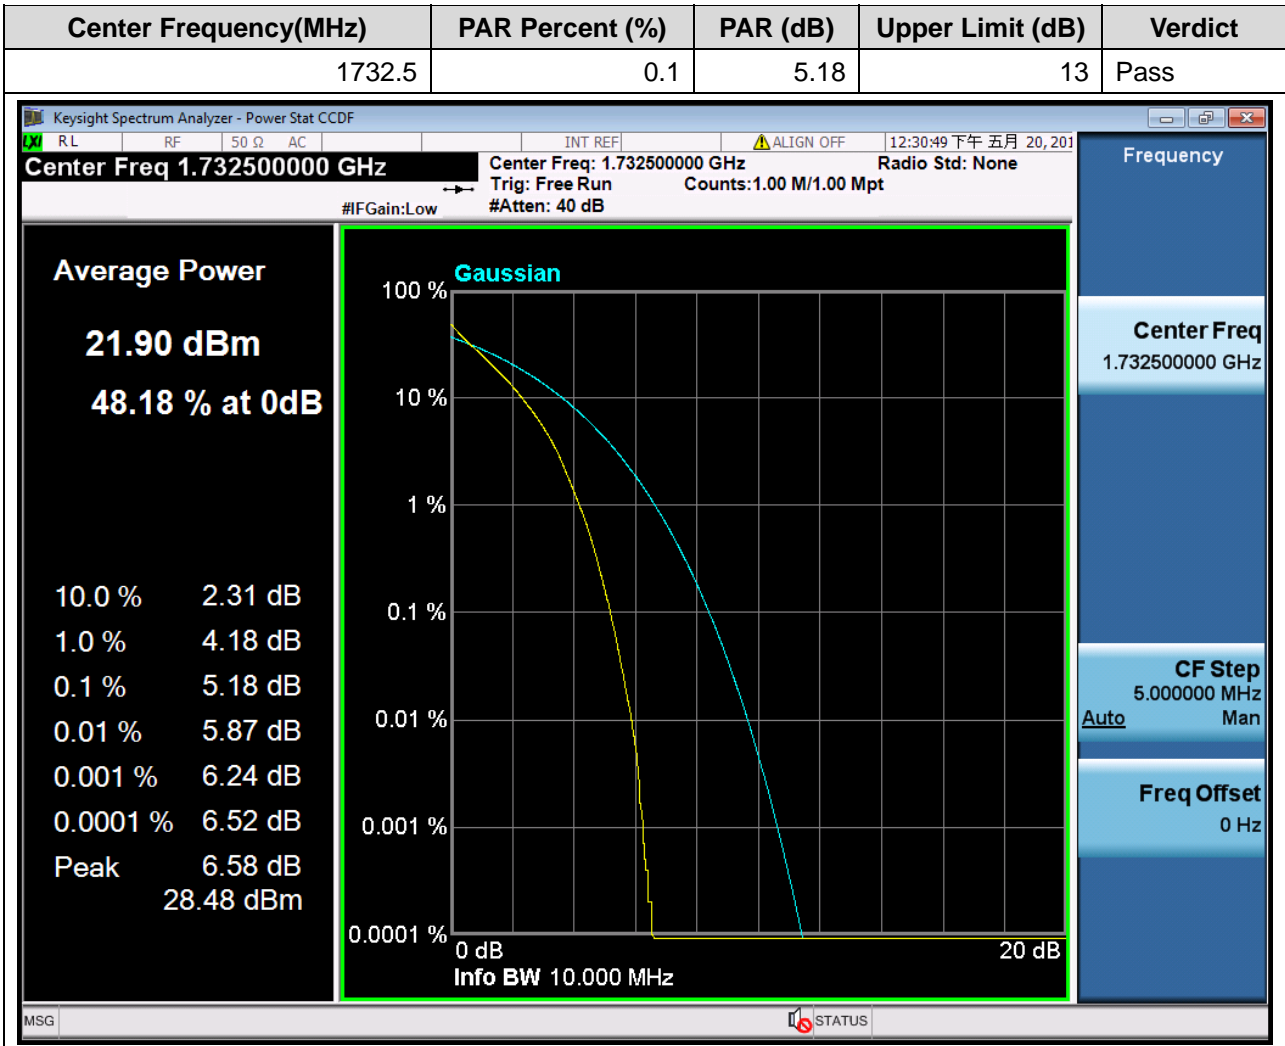 Center Frequency(MHz) PAR Percent (%) PAR (dB) Upper Limit (dB) Verdict
1732.5 0.1 5.18 13 Pass
Keysight Spectrum Analyzer - Power Stat CCDF
LXI RL RF 50 Ω AC INT REF ALIGN OFF 12:30:49 下午 五月 20, 201
Center Freq 1.732500000 GHz
Center Freq: 1.732500000 GHz Radio Std: None
Trig: Free Run Counts:1.00 M/1.00 Mpt
#IFGain:Low #Atten: 40 dB
Frequency
Average Power
21.90 dBm
48.18 % at 0dB
10.0 % 2.31 dB
1.0 % 4.18 dB
0.1 % 5.18 dB
0.01 % 5.87 dB
0.001 % 6.24 dB
0.0001 % 6.52 dB
Peak 6.58 dB
28.48 dBm
Gaussian
100 %
10 %
1 %
0.1 %
0.01 %
0.001 %
0.0001 %
0 dB 20 dB
Info BW 10.000 MHz
Center Freq
1.732500000 GHz
CF Step
5.000000 MHz
Auto Man
Freq Offset
0 Hz
MSG STATUS